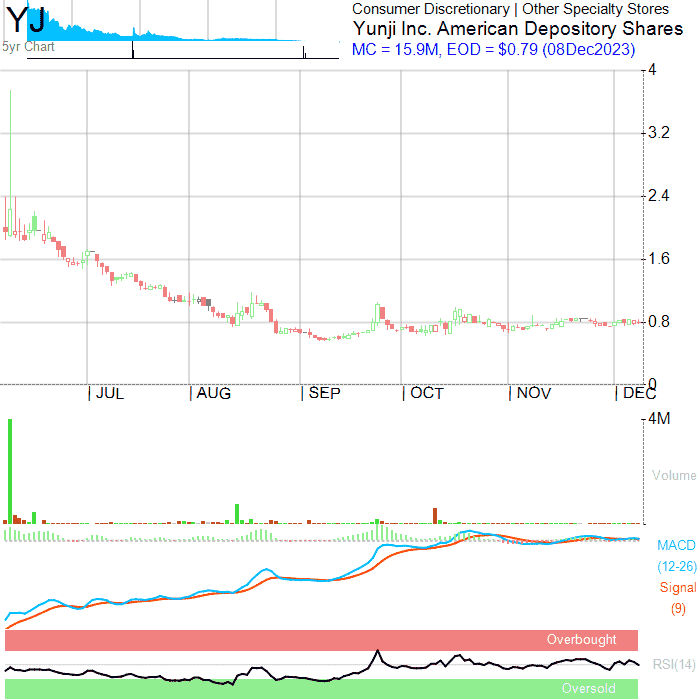 YJ
5yr Chart
Consumer Discretionary | Other Specialty Stores
Yunji Inc. American Depository Shares
MC = 15.9M, EOD = $0.79 (08Dec2023)
4
3.2
2.4
1.6
0.8
0
| JUL | AUG | SEP | OCT | NOV | DEC
4M
Volume
MACD
(12-26)
Signal
(9)
Overbought
RSI(14)
Oversold